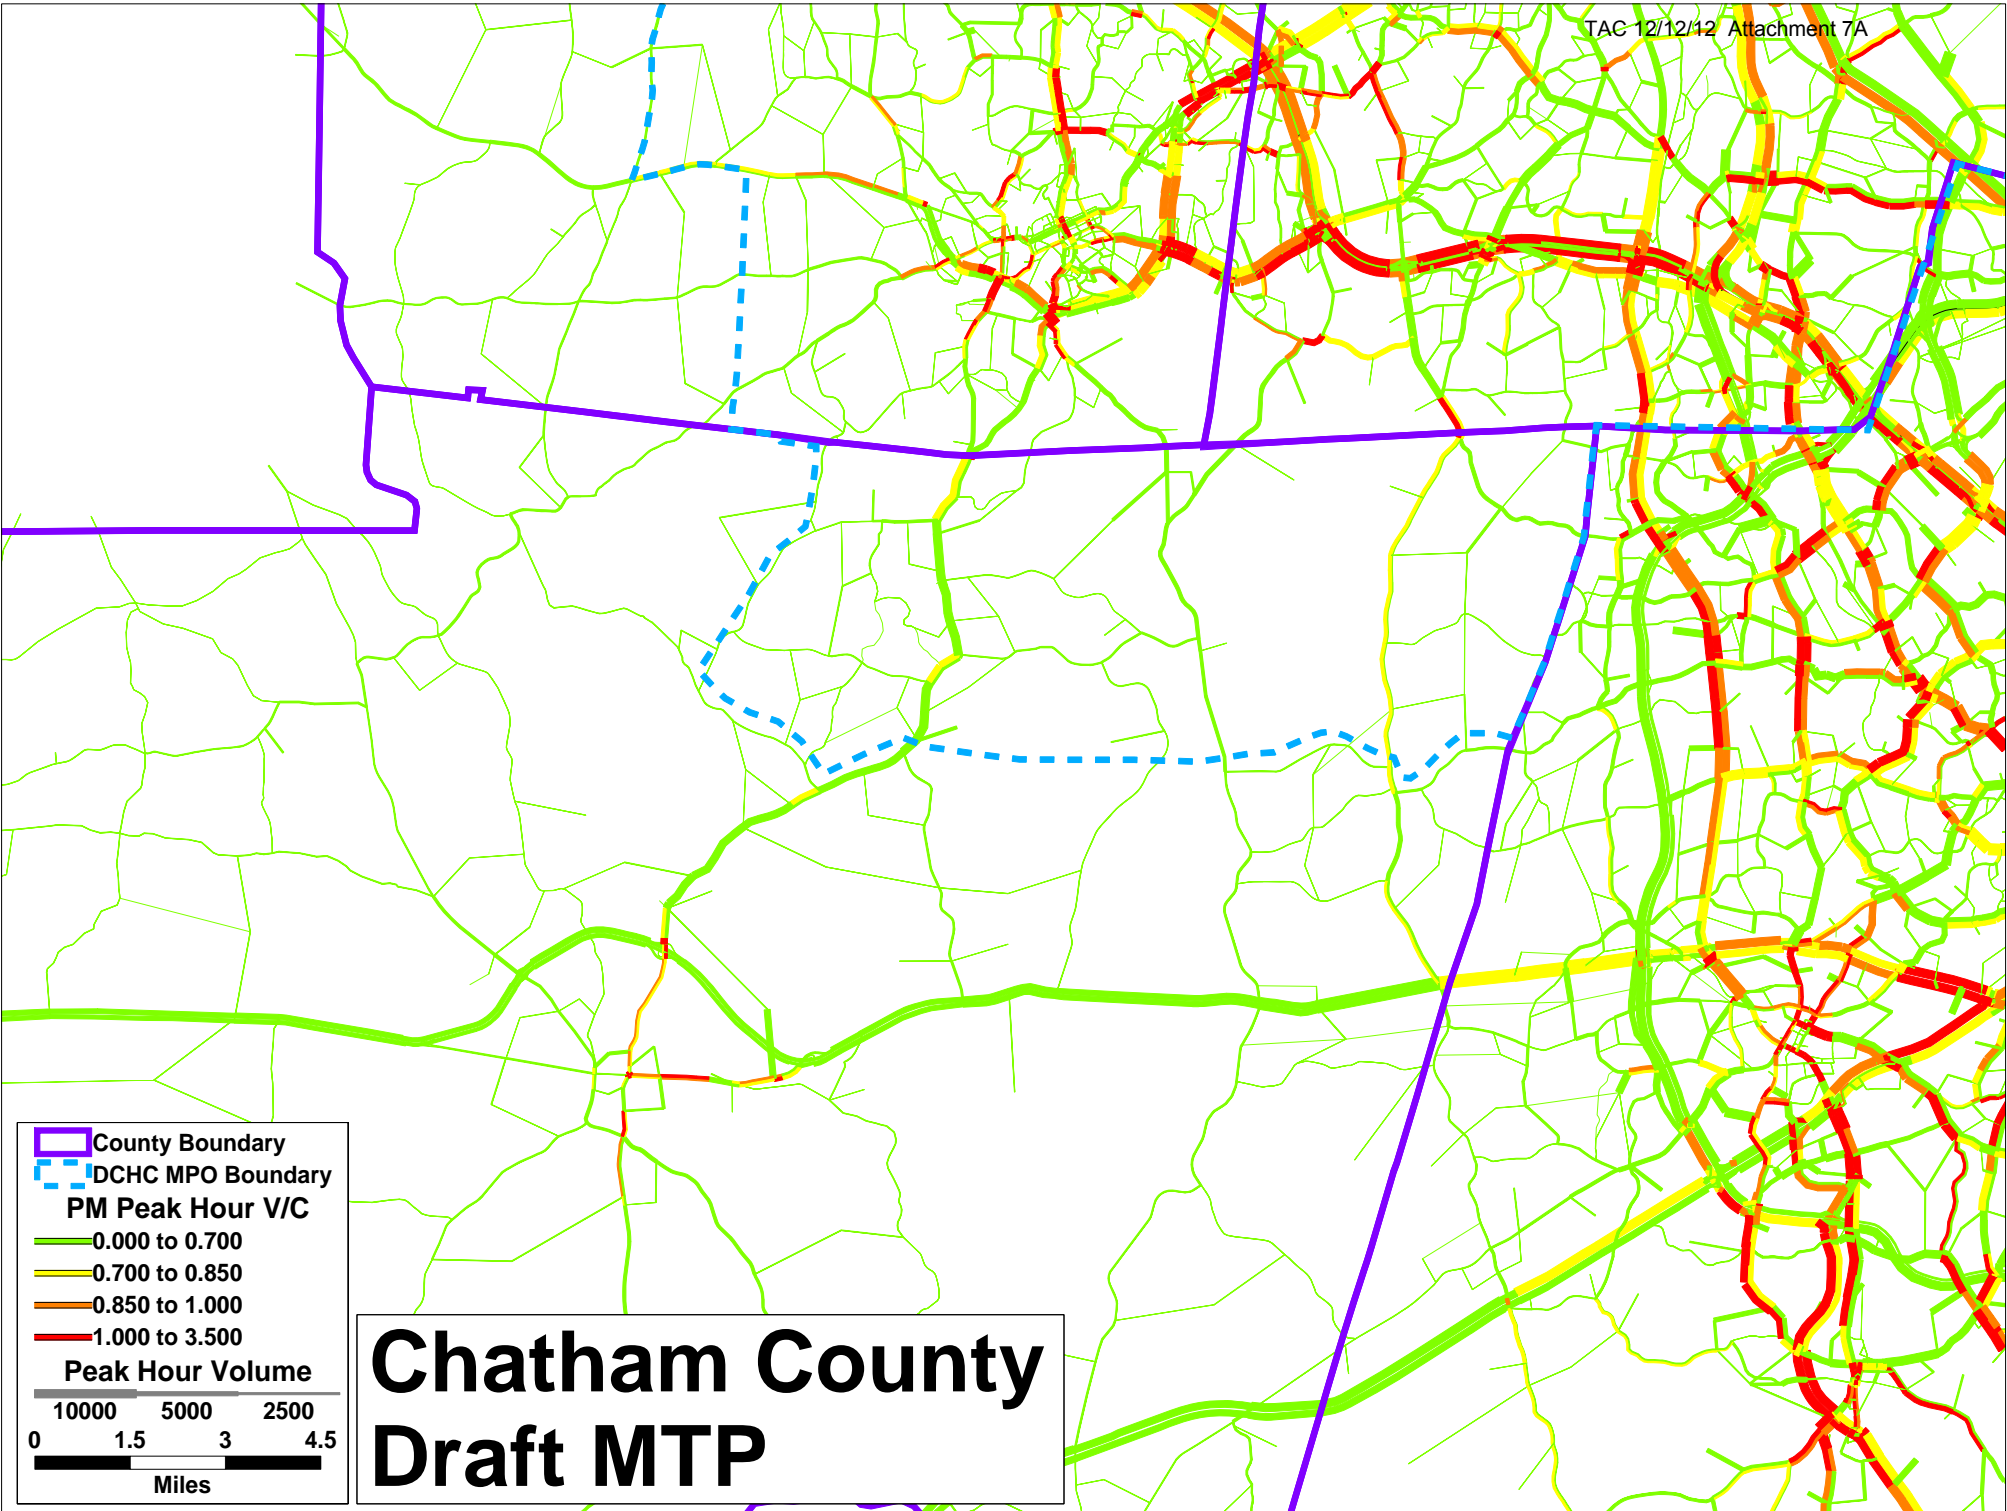 TAC 12/12/12 Attachment 7A
County Boundary
DCHC MPO Boundary
PM Peak Hour V/C
0.000 to 0.700
0.700 to 0.850
0.850 to 1.000
1.000 to 3.500
Peak Hour Volume
10000 5000 2500
0 1.5 3 4.5
Miles
Chatham County
Draft MTP